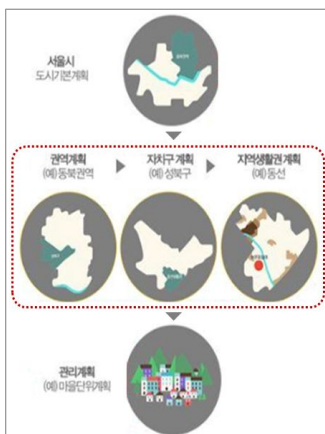 서울시
도시기본계획
권역계획
(예) 동북권역
자치구 계획
(예) 성북구
지역생활권 계획
(예) 동선
관리계획
(예) 마을단위계획